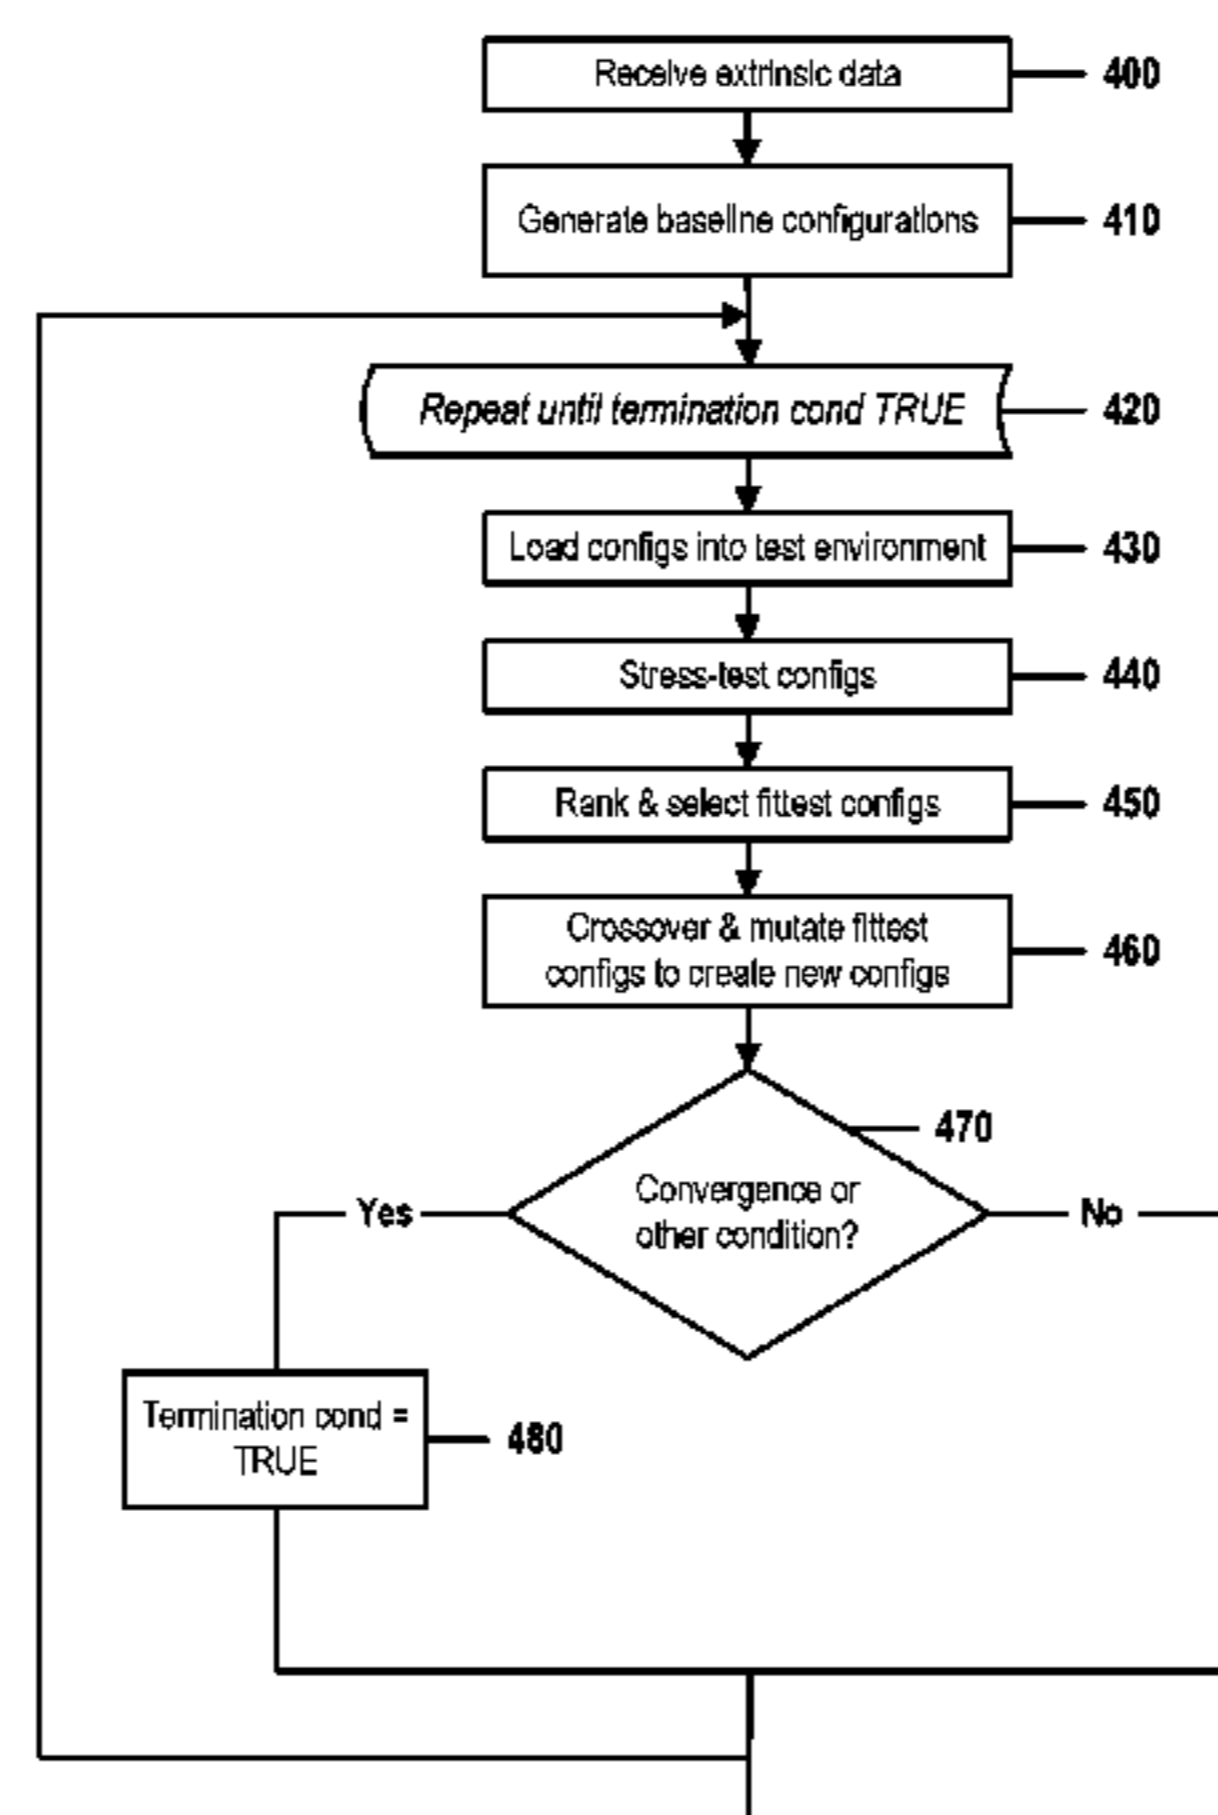 Receive extrinsic data
400
Generate baseline configurations
410
Repeat until termination cond TRUE
420
Load configs into test environment
430
Stress-test configs
440
Rank & select fittest configs
450
Crossover & mutate fittest
configs to create new configs
460
470
Convergence or
other condition?
Yes
No
Termination cond =
TRUE
480